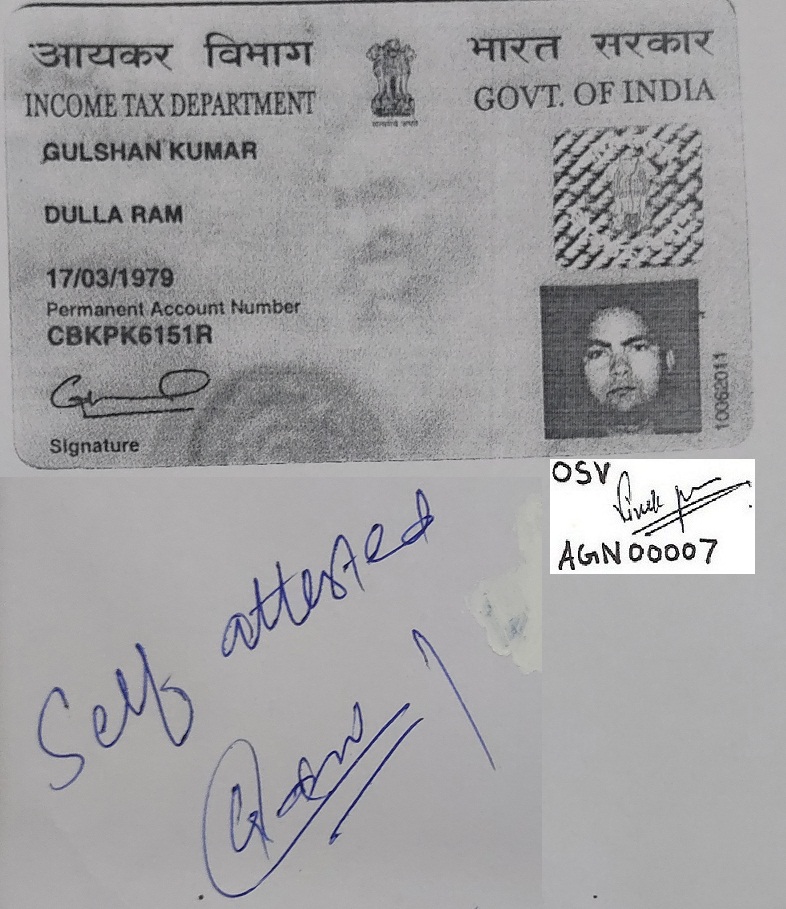 आयकर विभाग
INCOME TAX DEPARTMENT
भारत सरकार
GOVT. OF INDIA
GULSHAN KUMAR
DULLA RAM
17/03/1979
Permanent Account Number
CBKPK6151R
Signature
10062011
OSV
AGN00007
Self attested